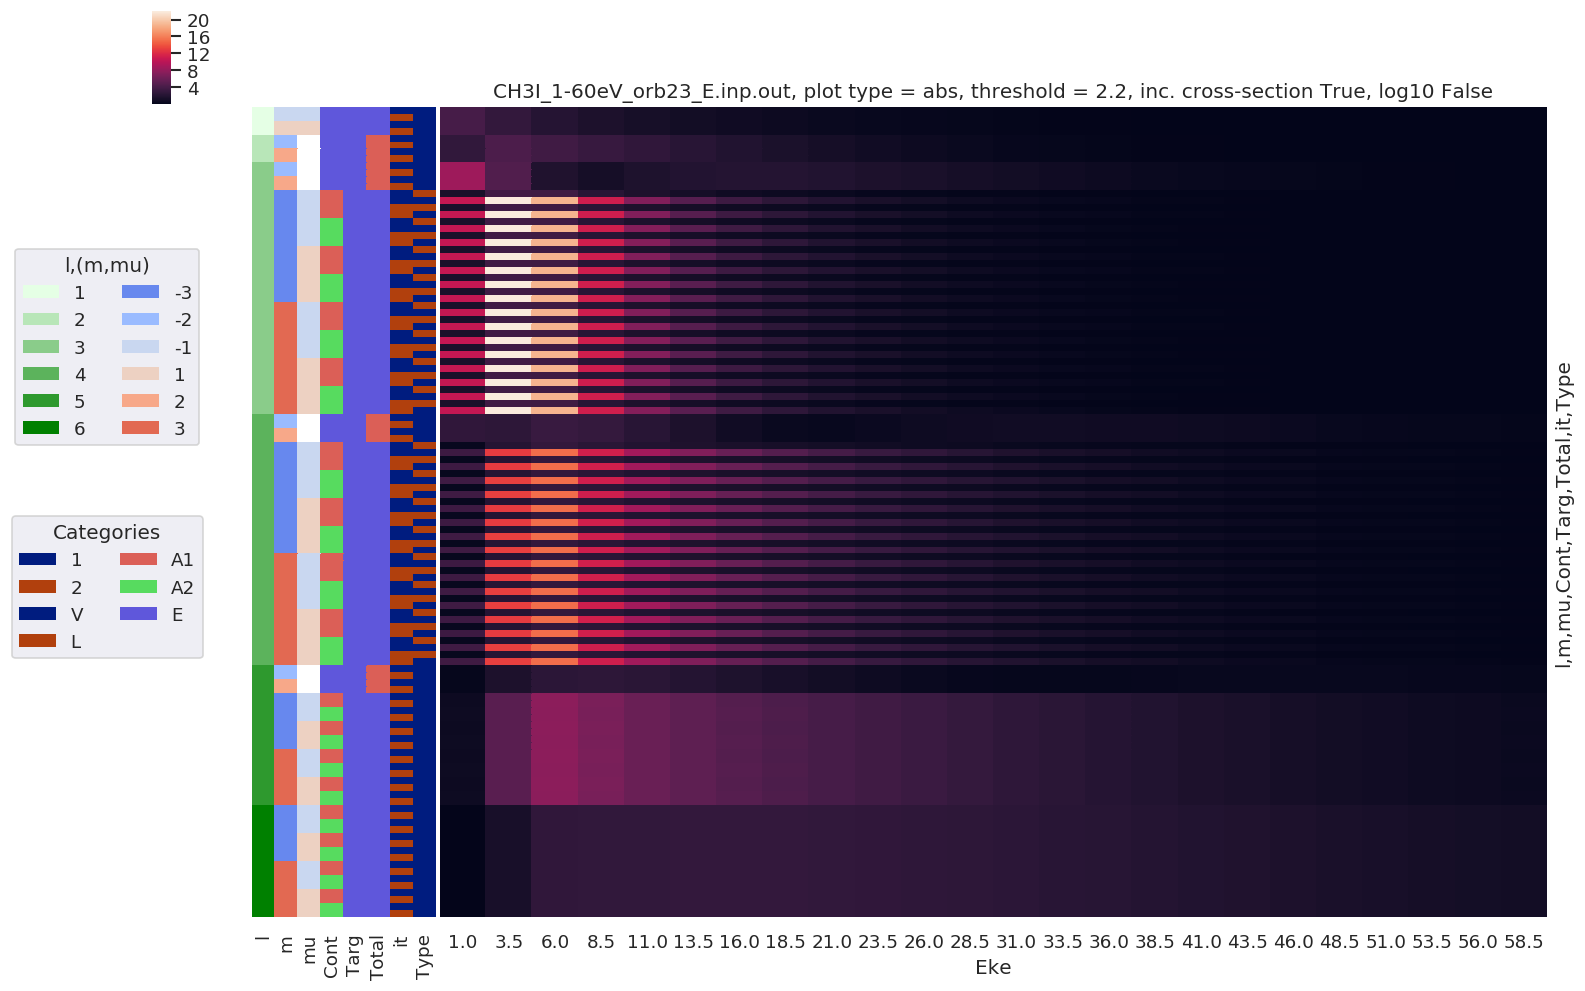 20
16
12
8
4
CH3I_1-60eV_orb23_E.inp.out, plot type = abs, threshold = 2.2, inc. cross-section True, log10 False
l,(m,mu)
1 -3
2 -2
3 -1
4 1
5 2
6 3
Categories
1 A1
2 A2
V E
L
l,m,mu,Cont,Targ,Total,it,Type
l m mu Cont Targ Total it Type
1.0 3.5 6.0 8.5 11.0 13.5 16.0 18.5 21.0 23.5 26.0 28.5 31.0 33.5 36.0 38.5 41.0 43.5 46.0 48.5 51.0 53.5 56.0 58.5
Eke